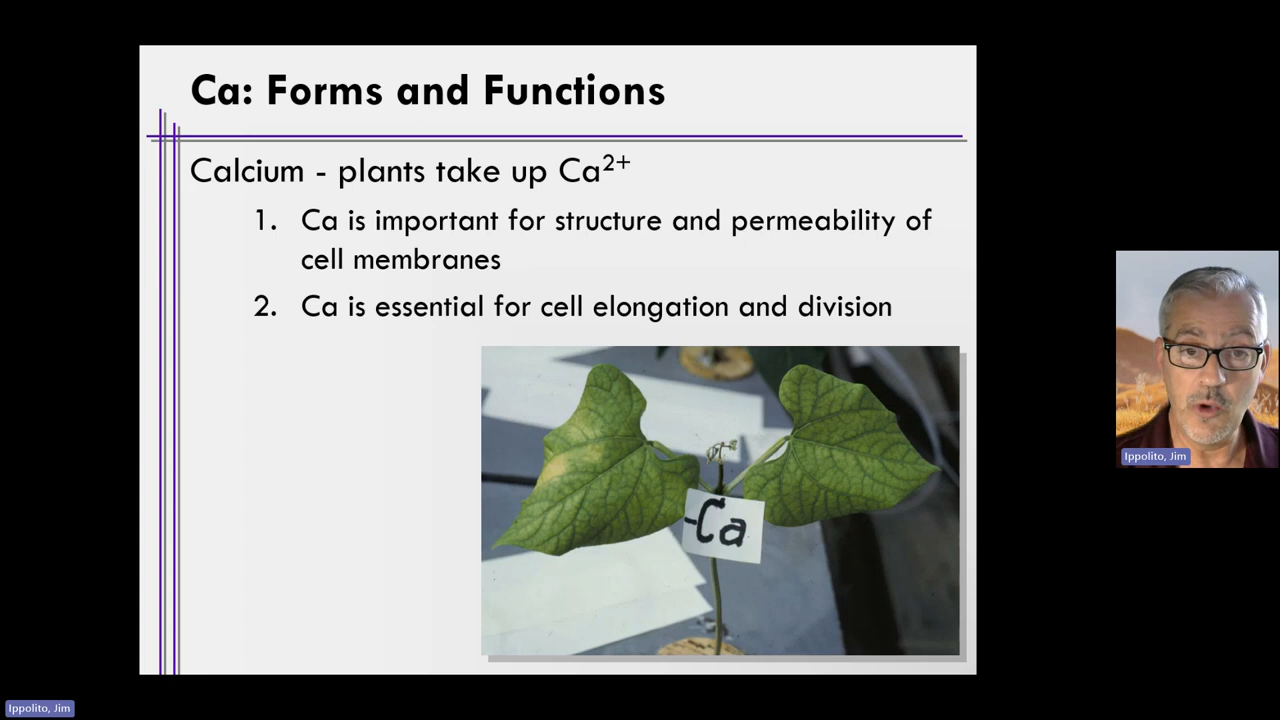 Ca: Forms and Functions
Calcium - plants take up Ca²⁺
1. Ca is important for structure and permeability of
cell membranes
2. Ca is essential for cell elongation and division
-Ca
Ippolito, Jim
Ippolito, Jim